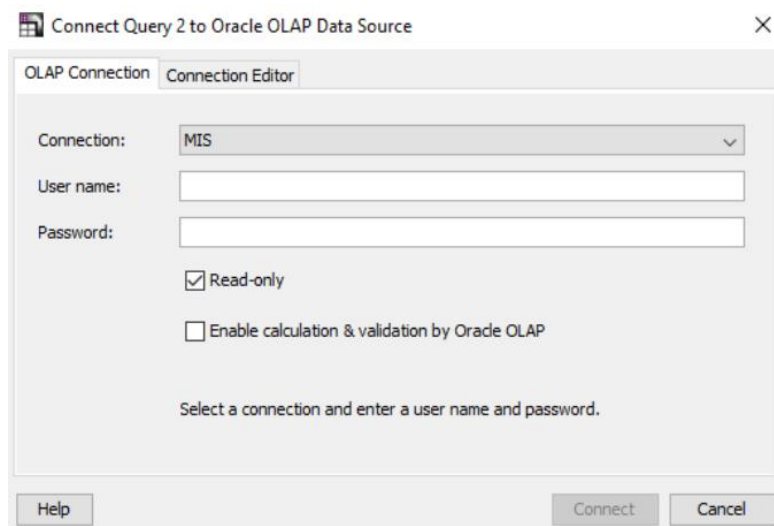 Connect Query 2 to Oracle OLAP Data Source
OLAP Connection Connection Editor
Connection: MIS
User name:
Password:
Read-only
Enable calculation & validation by Oracle OLAP
Select a connection and enter a user name and password.
Help Connect Cancel